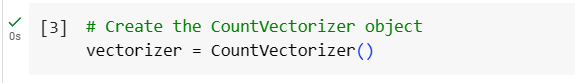 [3] # Create the CountVectorizer object
0s vectorizer = CountVectorizer()